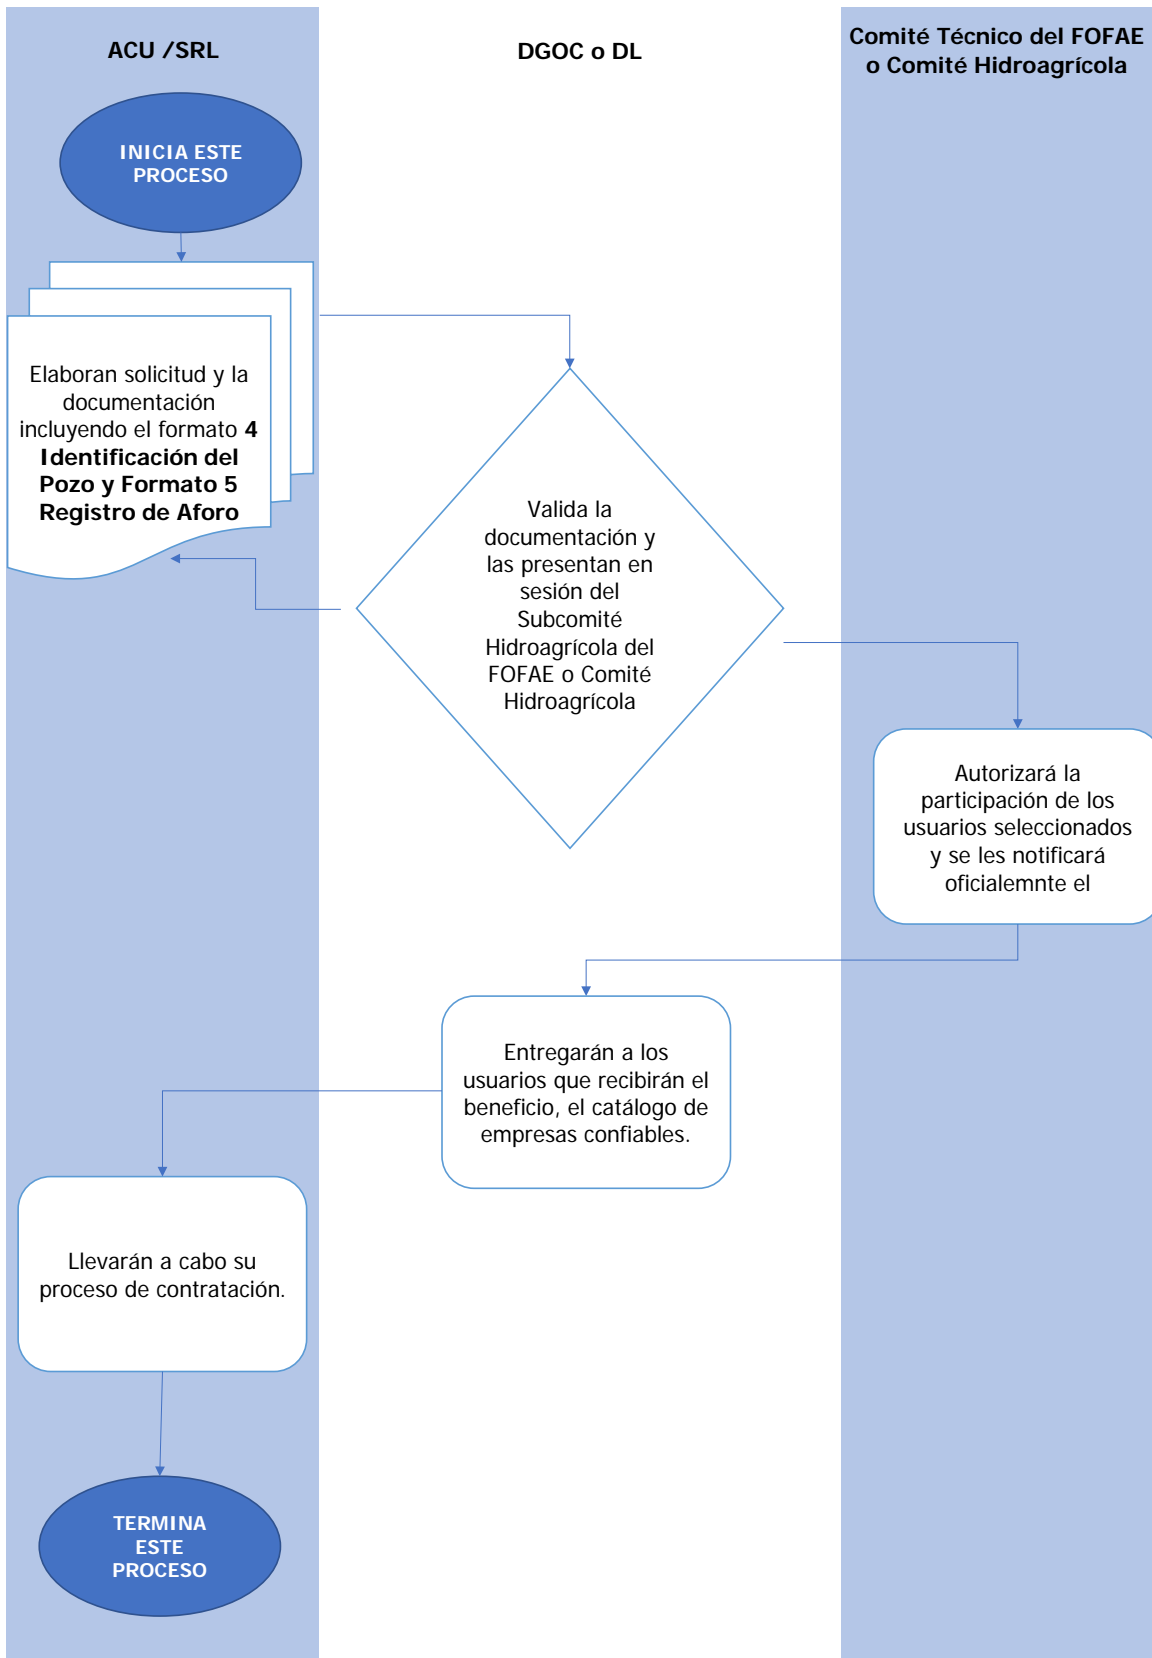 ACU /SRL
DGOC o DL
Comité Técnico del FOFAE
o Comité Hidroagrícola
INICIA ESTE
PROCESO
Elaboran solicitud y la
documentación
incluyendo el formato 4
Identificación del
Pozo y Formato 5
Registro de Aforo
Valida la
documentación y
las presentan en
sesión del
Subcomité
Hidroagrícola del
FOFAE o Comité
Hidroagrícola
Autorizará la
participación de los
usuarios seleccionados
y se les notificará
oficialemnte el
Entregarán a los
usuarios que recibirán el
beneficio, el catálogo de
empresas confiables.
Llevarán a cabo su
proceso de contratación.
TERMINA
ESTE
PROCESO